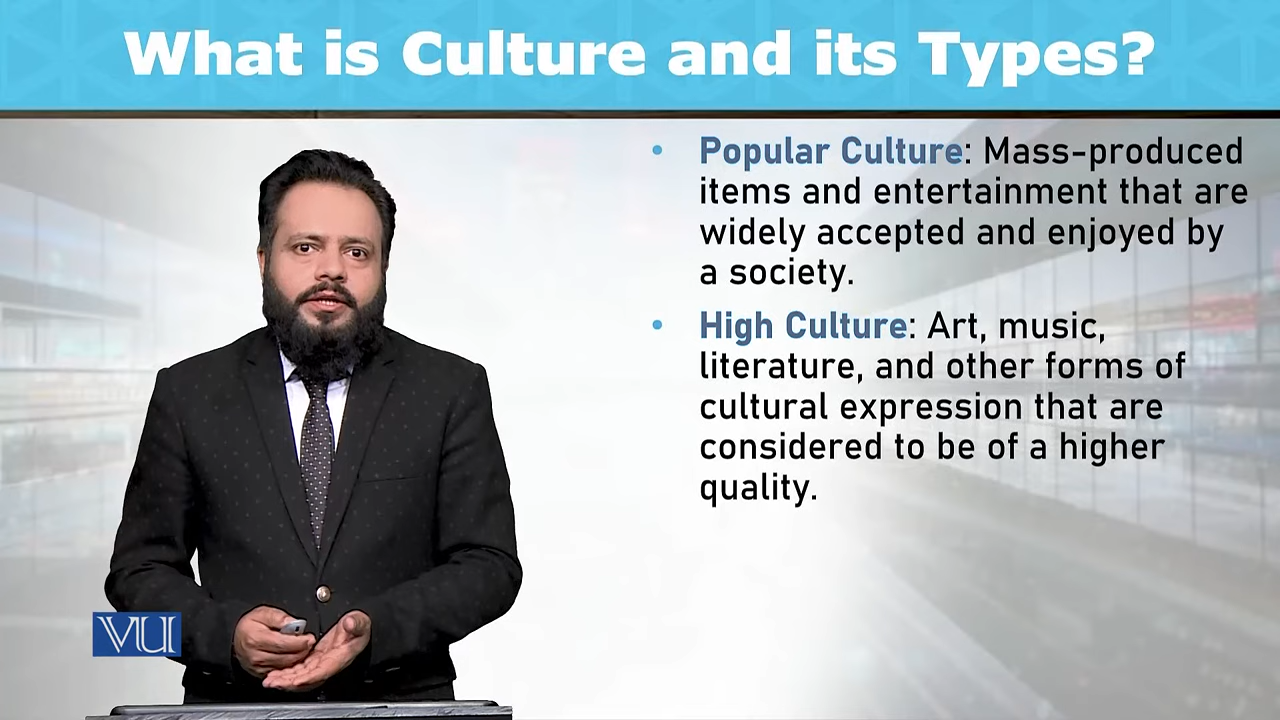 What is Culture and its Types?
• Popular Culture: Mass-produced
items and entertainment that are
widely accepted and enjoyed by
a society.
• High Culture: Art, music,
literature, and other forms of
cultural expression that are
considered to be of a higher
quality.
VU